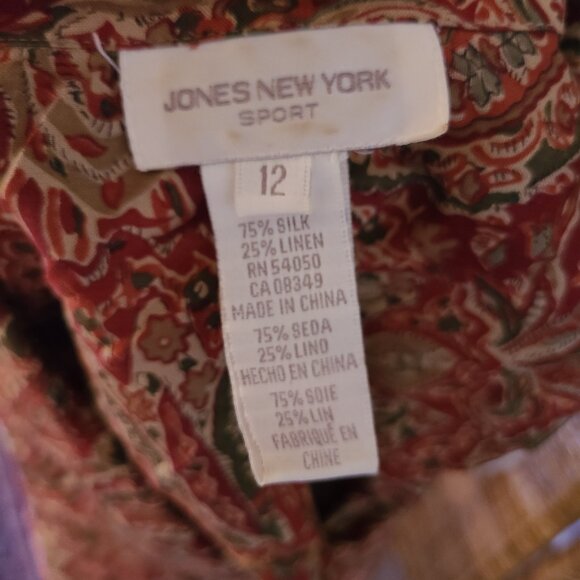 JONES NEW YORK
SPORT
12
75% SILK
25% LINEN
RN 54050
CA 08349
MADE IN CHINA
75% SEDA
25% LINO
HECHO EN CHINA
75% SOIE
25% LIN
FABRIQUÉ EN
CHINE